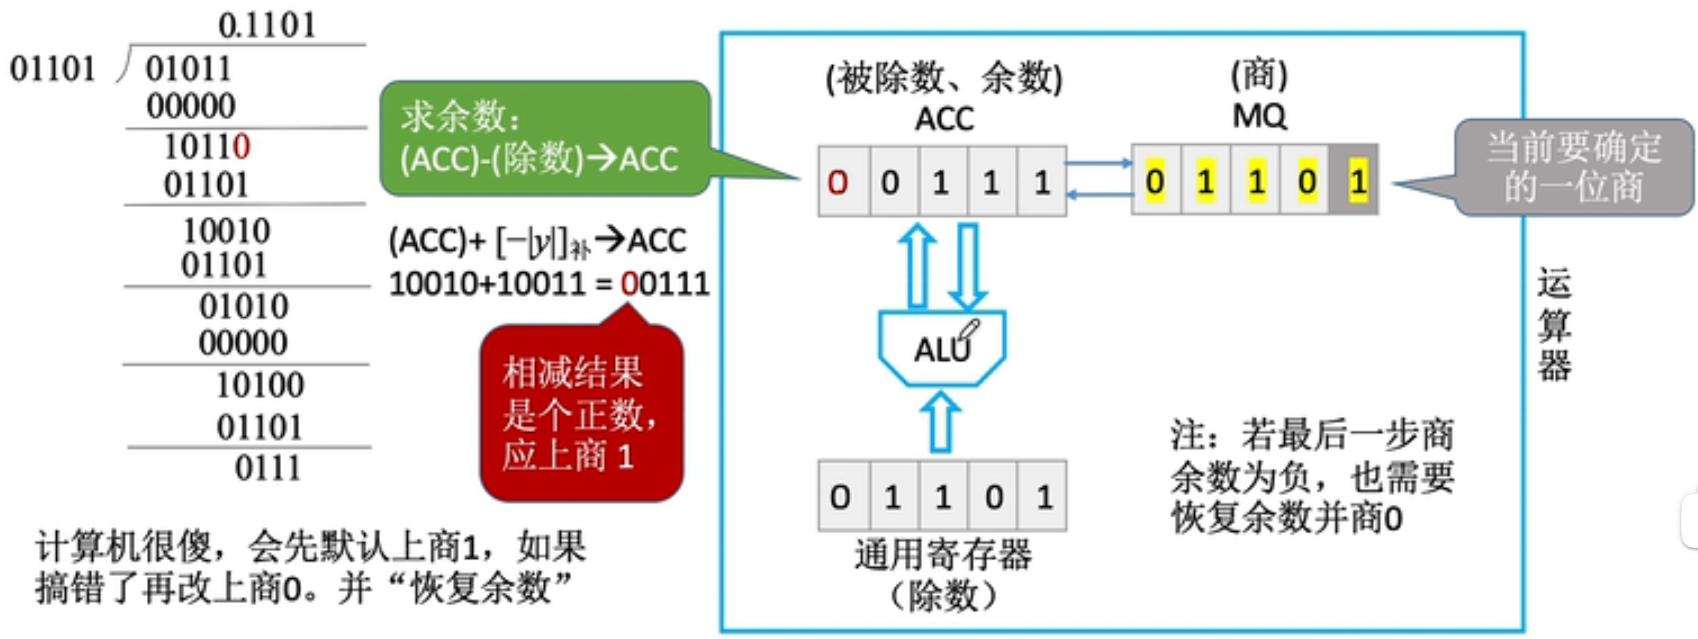 0.1101
01101
01011
00000
10110
01101
10010
01101
01010
00000
10100
01101
0111
计算机很傻，会先默认上商1，如果
搞错了再改上商0。并“恢复余数”
求余数：
(ACC)-(除数)→ACC
(ACC)+ [−|y|]补→ACC
10010+10011 = 00111
相减结果
是个正数，
应上商 1
(被除数、余数)
ACC
(商)
MQ
0 0 1 1 1
0 1 1 0 1
当前要确定
的一位商
ALU
0 1 1 0 1
通用寄存器
（除数）
注：若最后一步商
余数为负，也需要
恢复余数并商0
运
算
器